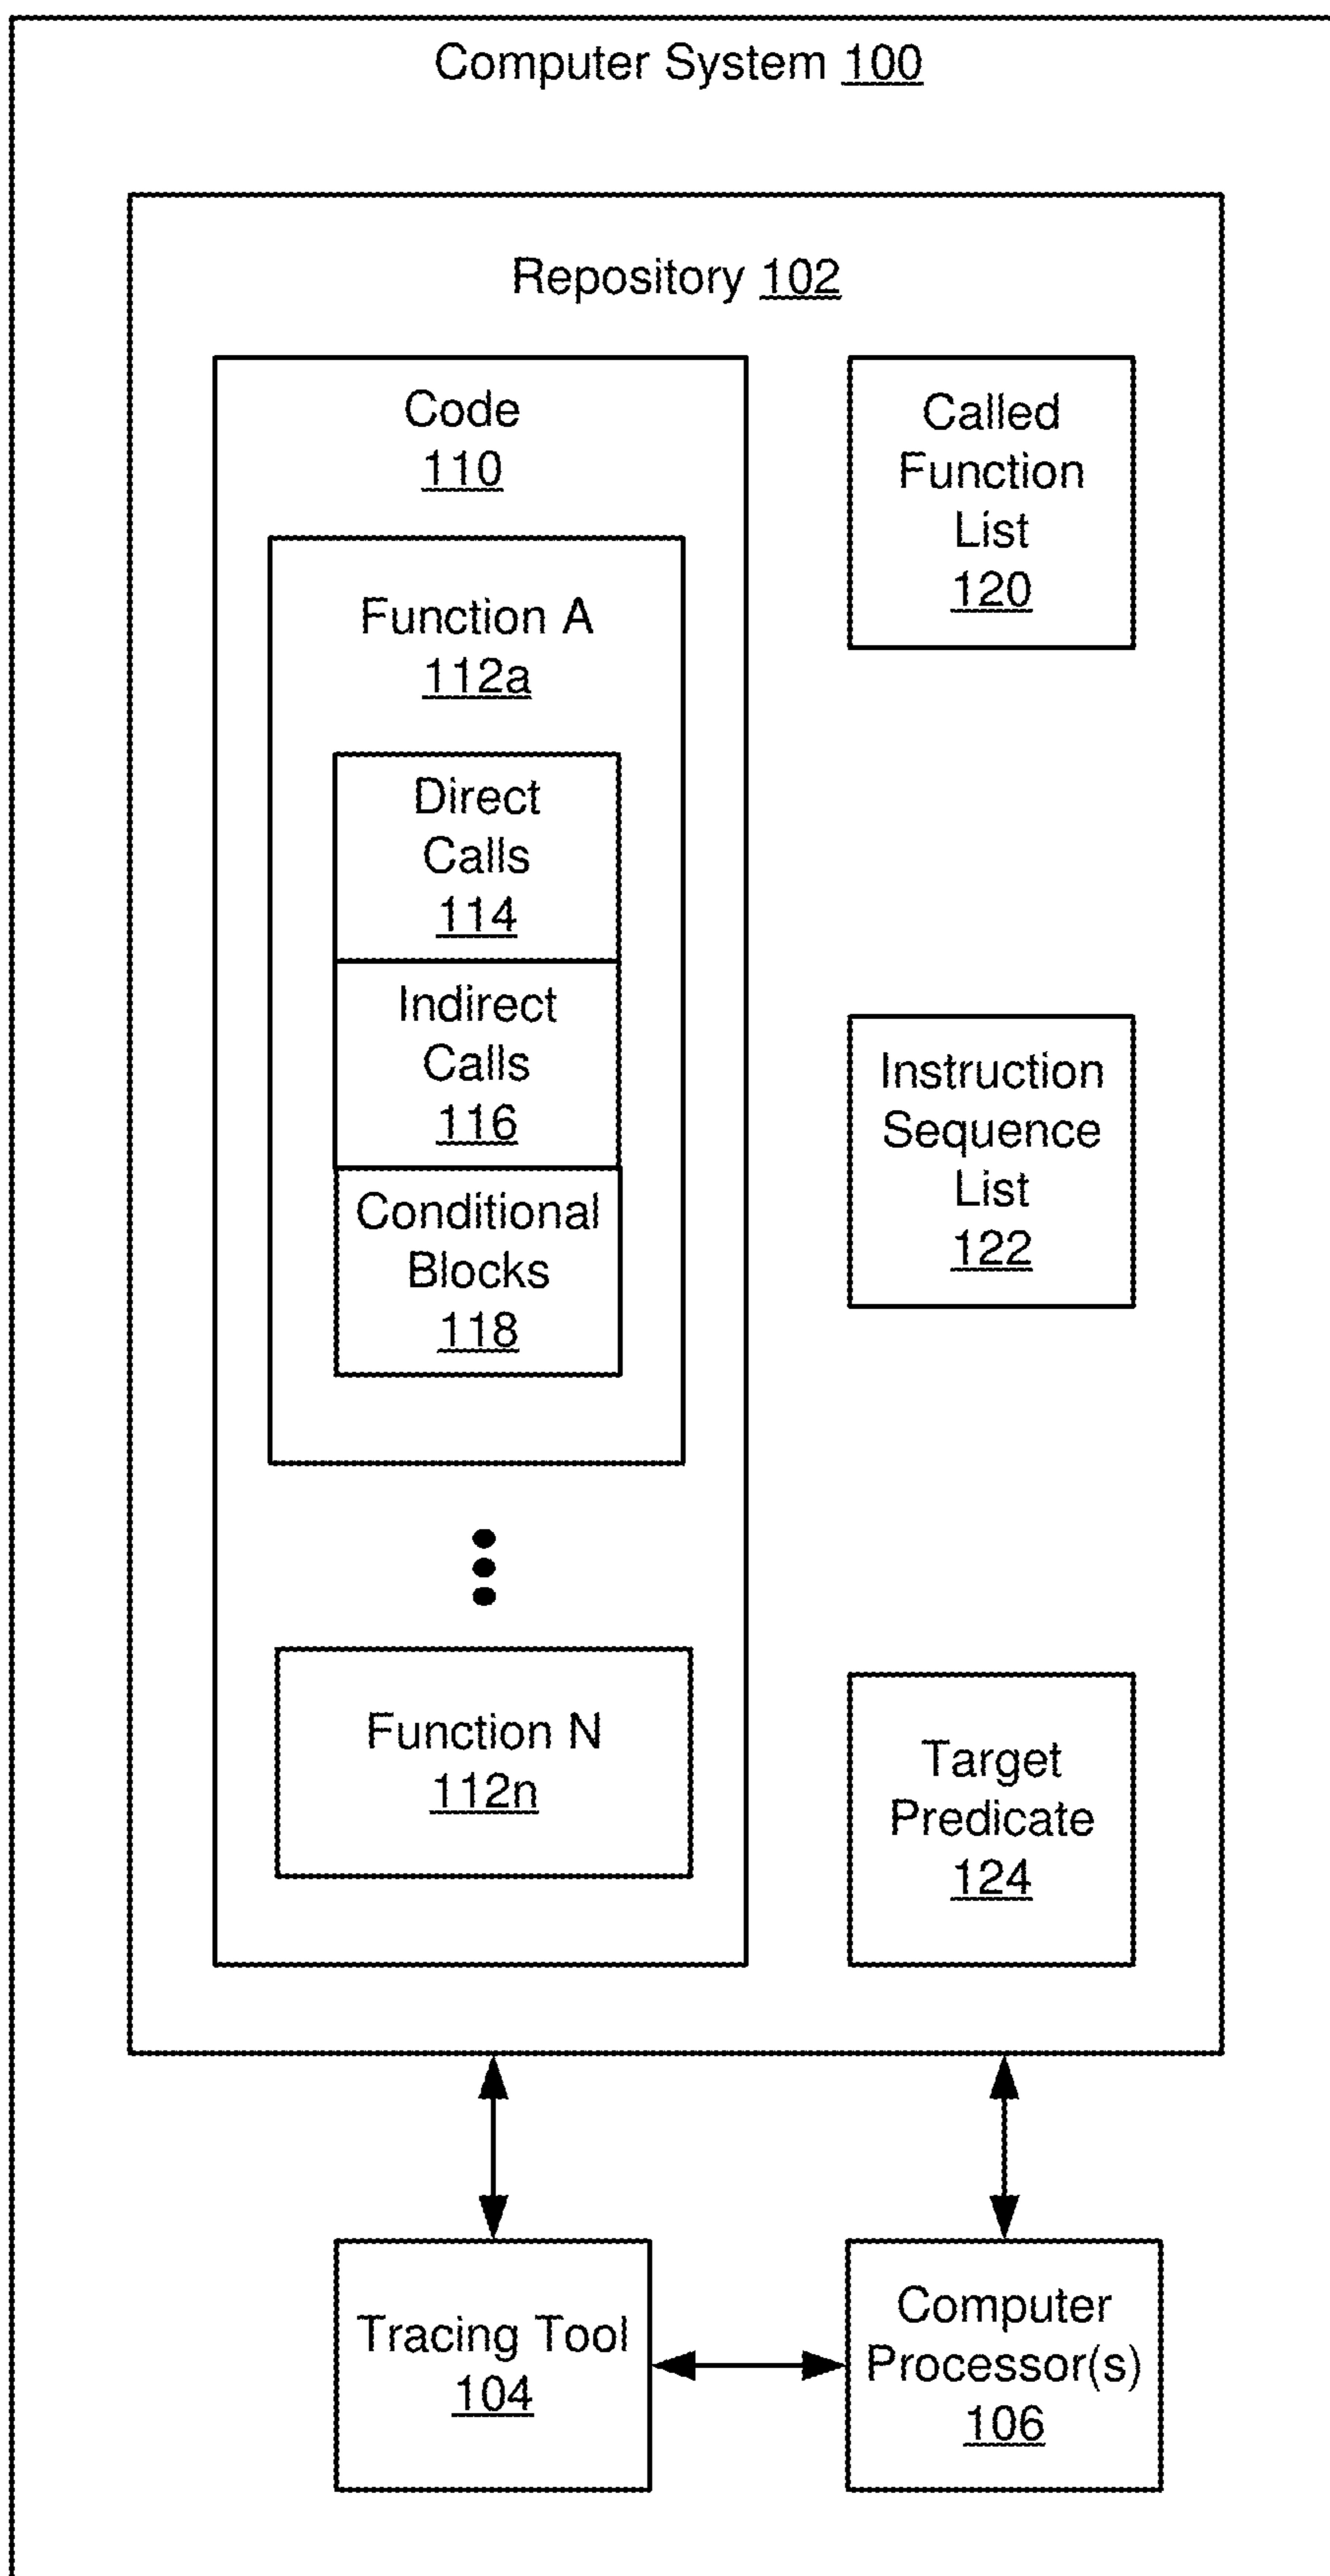 Computer System 100
Repository 102
Code
110
Function A
112a
Direct
Calls
114
Indirect
Calls
116
Conditional
Blocks
118
Function N
112n
Called
Function
List
120
Instruction
Sequence
List
122
Target
Predicate
124
Tracing Tool
104
Computer
Processor(s)
106